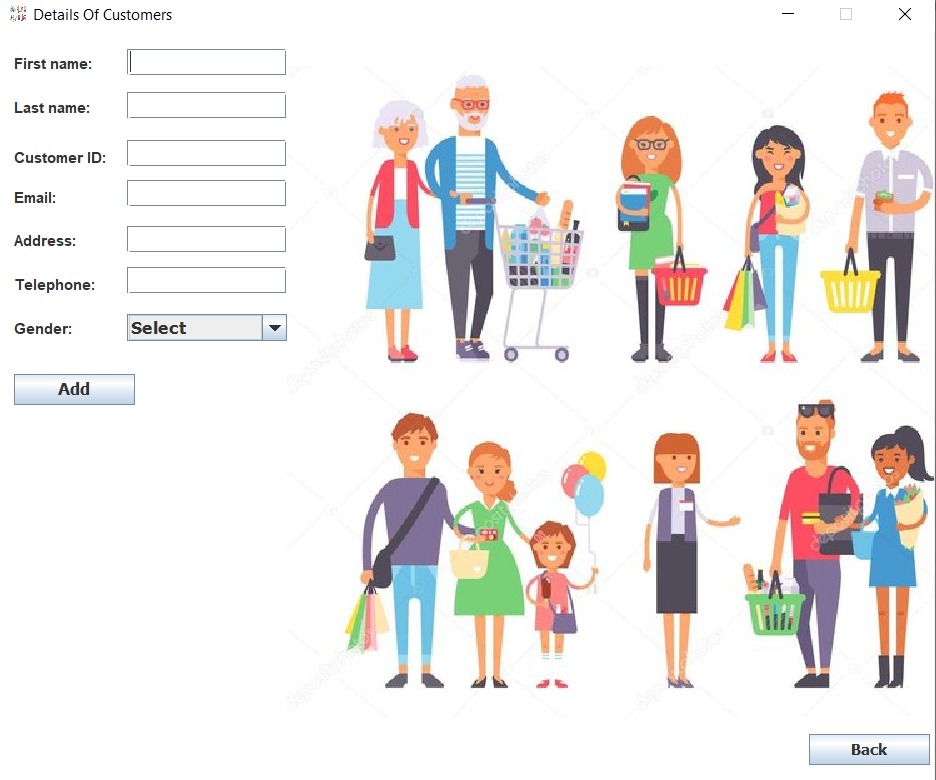 Details Of Customers
First name:
Last name:
Customer ID:
Email:
Address:
Telephone:
Gender:
Select
Add
Back